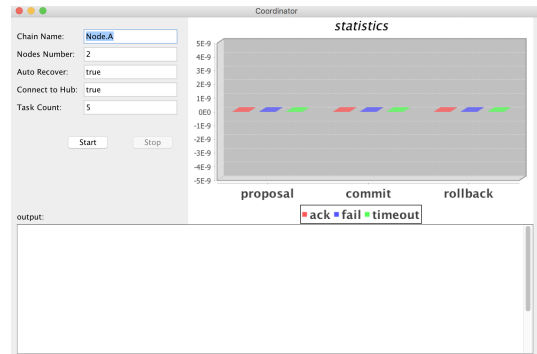 Coordinator
Chain Name: Node.A
Nodes Number: 2
Auto Recover: true
Connect to Hub: true
Task Count: 5
Start Stop
statistics
5E-9
4E-9
3E-9
2E-9
1E-9
0E0
-1E-9
-2E-9
-3E-9
-4E-9
-5E-9
proposal commit rollback
ack fail timeout
output: